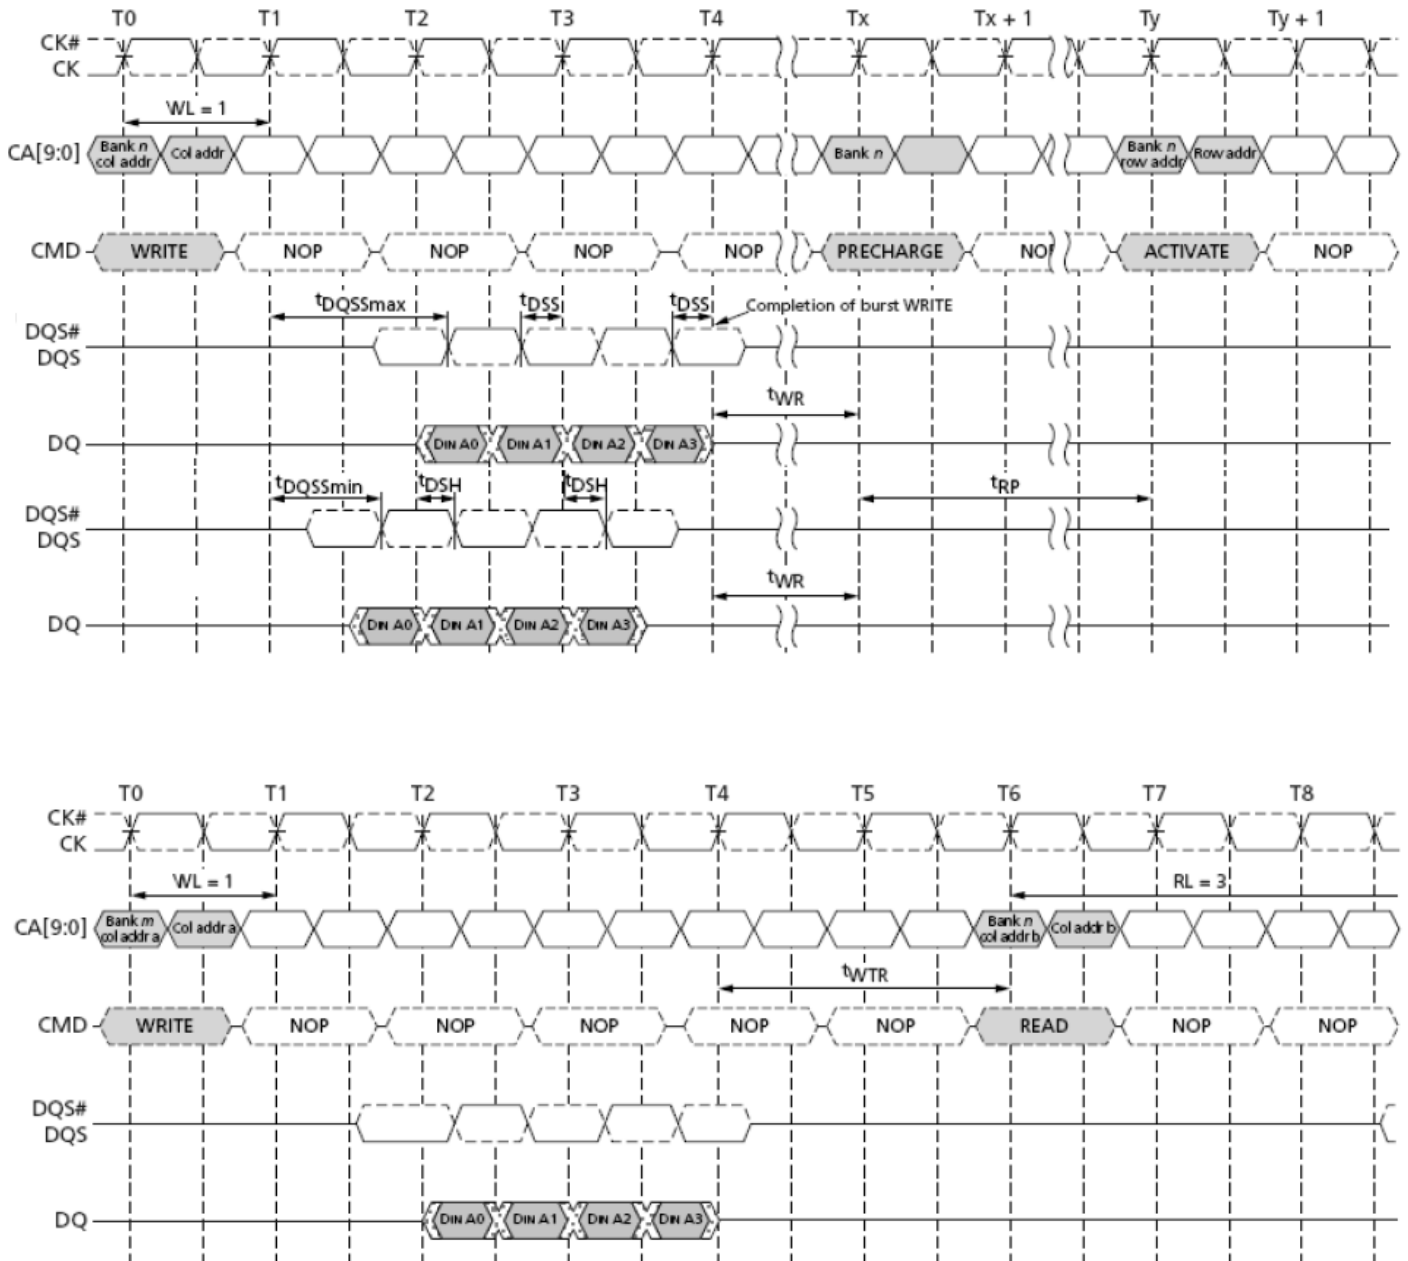 T0 T1 T2 T3 T4 Tx Tx + 1 Ty Ty + 1
CK#
CK
WL = 1
CA[9:0] Bank n col addr Col addr Bank n Bank n row addr Row addr
CMD WRITE NOP NOP NOP NOP PRECHARGE NOP ACTIVATE NOP
tDQSSmax tDSS tDSS Completion of burst WRITE
DQS#
DQS
tWR
DQ DIN A0 DIN A1 DIN A2 DIN A3
tDQSSmin tDSH tDSH tRP
DQS#
DQS
tWR
DQ DIN A0 DIN A1 DIN A2 DIN A3
T0 T1 T2 T3 T4 T5 T6 T7 T8
CK#
CK
WL = 1 RL = 3
CA[9:0] Bank m col addr a Col addr a Bank n col addr b Col addr b
tWTR
CMD WRITE NOP NOP NOP NOP NOP READ NOP NOP
DQS#
DQS
DQ DIN A0 DIN A1 DIN A2 DIN A3